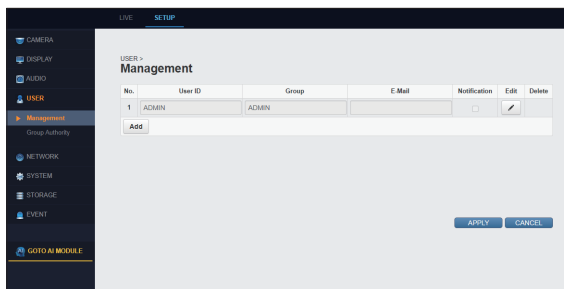 LIVE SETUP
CAMERA
DISPLAY
AUDIO
USER
Management
Group Authority
NETWORK
SYSTEM
STORAGE
EVENT
GOTO AI MODULE
USER >
Management
No. User ID Group E-Mail Notification Edit Delete
1 ADMIN ADMIN
Add
APPLY CANCEL